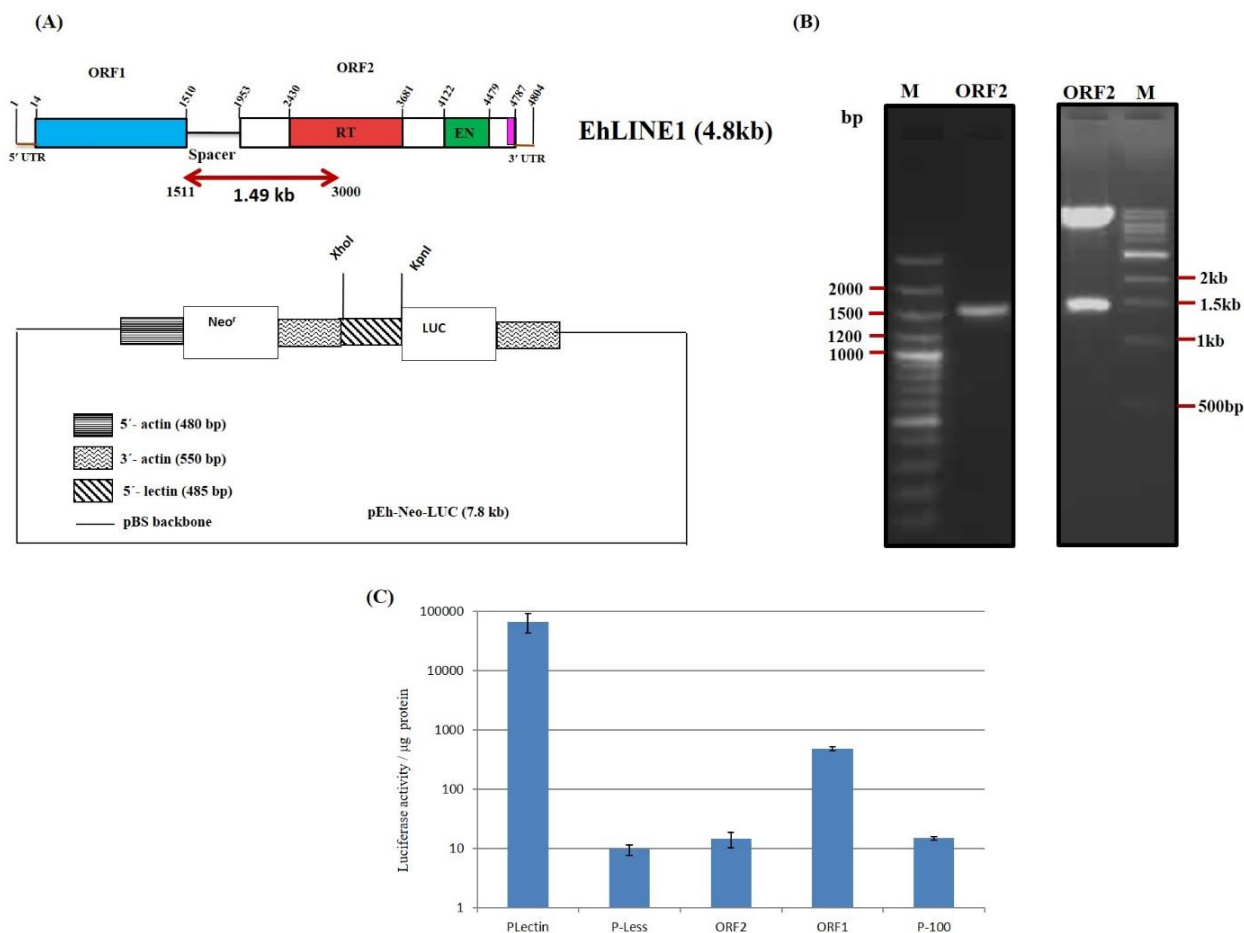 (A)
ORF1
ORF2
1
14
1510
1953
2430
3681
4122
4479
4787
4804
RT
EN
EhLINE1 (4.8kb)
5′ UTR
Spacer
3′ UTR
1511
1.49 kb
3000
XhoI
KpnI
Neoʳ
LUC
5´- actin (480 bp)
3´- actin (550 bp)
5´- lectin (485 bp)
pBS backbone
pEh-Neo-LUC (7.8 kb)
(B)
M ORF2
ORF2 M
bp
2000
1500
1200
1000
2kb
1.5kb
1kb
500bp
(C)
Luciferase activity / µg protein
100000
10000
1000
100
10
1
PLectin P-Less ORF2 ORF1 P-100